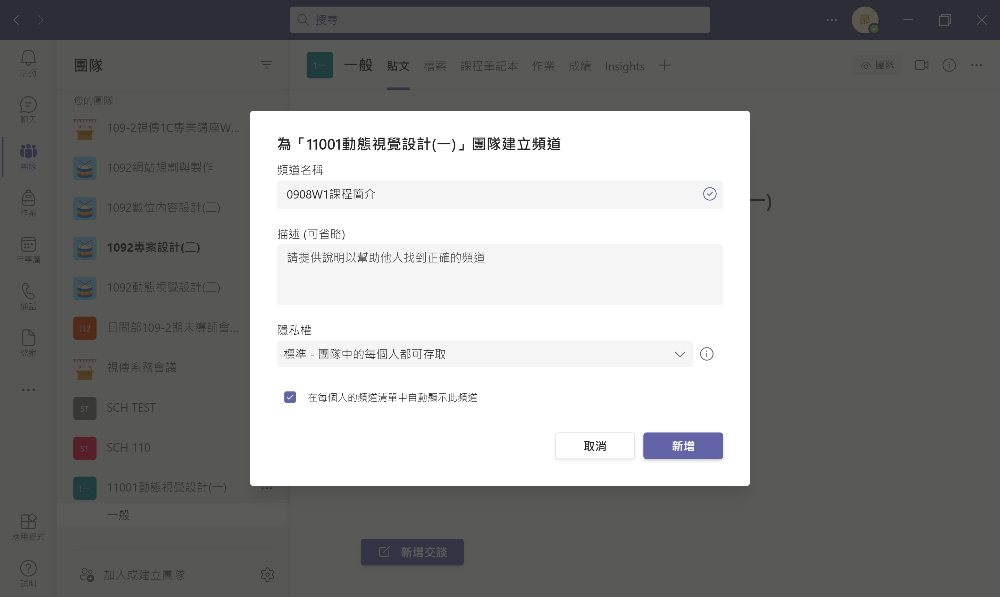 搜尋
邵
活動
聊天
團隊
作業
行事曆
通話
檔案
應用程式
說明
團隊
您的團隊
109-2視傳1C專業講座W...
1092網站規劃與製作
1092數位內容設計(二)
1092專案設計(二)
1092動態視覺設計(二)
日2 日間部109-2期末導師會...
視傳系務會議
ST SCH TEST
S1 SCH 110
1一 11001動態視覺設計(一)
一般
加入或建立團隊
1一 一般 貼文 檔案 課程筆記本 作業 成績 Insights
團隊
一)
為「11001動態視覺設計(一)」團隊建立頻道
頻道名稱
0908W1課程簡介
描述 (可省略)
請提供說明以幫助他人找到正確的頻道
隱私權
標準 - 團隊中的每個人都可存取
在每個人的頻道清單中自動顯示此頻道
取消 新增
新增交談